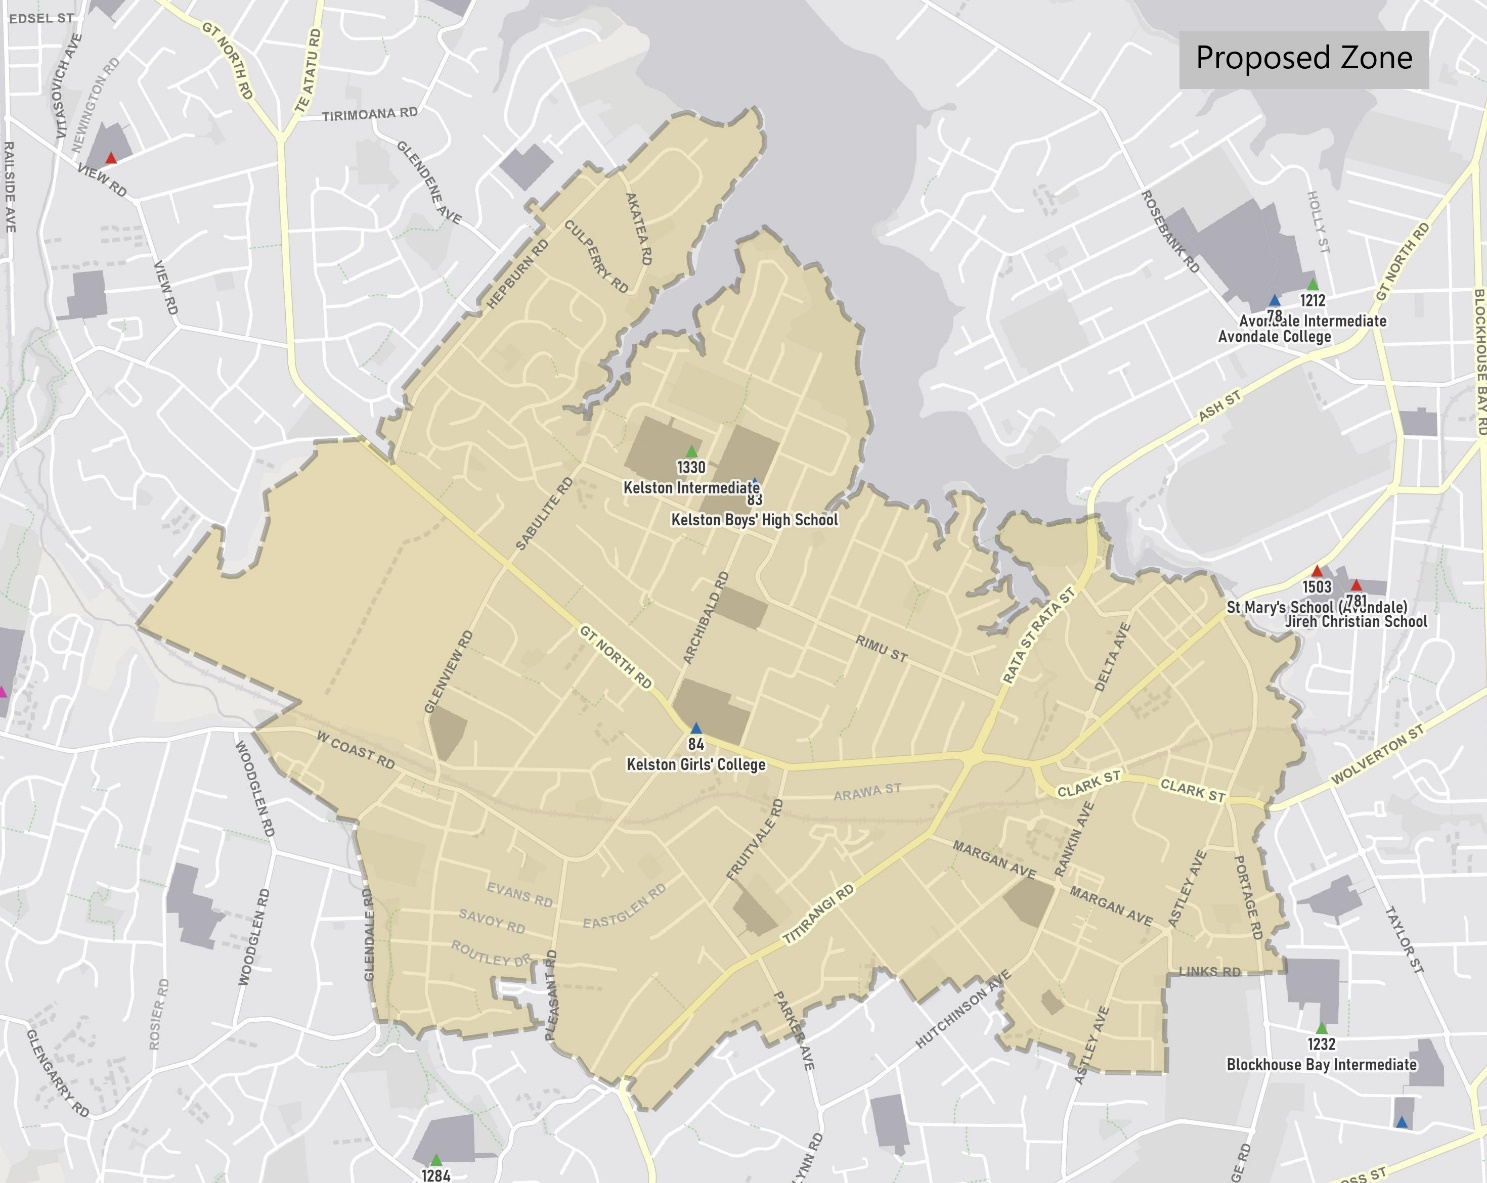 EDSEL ST
GT NORTH RD
TE ATATU RD
Proposed Zone
VITASOVICH AVE
NEWINGTON RD
TIRIMOANA RD
RAILSIDE AVE
VIEW RD
GLENDENE AVE
ROSEBANK RD
HOLLY ST
AKATEA RD
CULPERRY RD
HEPBURN RD
VIEW RD
GT NORTH RD
1212
78
Avondale Intermediate
Avondale College
BLOCKHOUSE BAY RD
ASH ST
1330
Kelston Intermediate
83
Kelston Boys' High School
SABULITE RD
1503
781
St Mary's School (Avondale)
Jireh Christian School
ARCHIBALD RD
RATA ST
RATA ST
DELTA AVE
RIMU ST
GT NORTH RD
GLENVIEW RD
84
Kelston Girls' College
W COAST RD
WOODGLEN RD
WOLVERTON ST
CLARK ST
CLARK ST
ARAWA ST
FRUITVALE RD
RANKIN AVE
MARGAN AVE
MARGAN AVE
ASTLEY AVE
PORTAGE RD
EVANS RD
SAVOY RD
EASTGLEN RD
ROUTLEY DR
TITIRANGI RD
WOODGLEN RD
GLENDALE RD
TAYLOR ST
LINKS RD
PLEASANT RD
ROSIER RD
PARKER AVE
HUTCHINSON AVE
ASTLEY AVE
GLENGARRY RD
1232
Blockhouse Bay Intermediate
1284
LYNN RD
GE RD
OSS ST